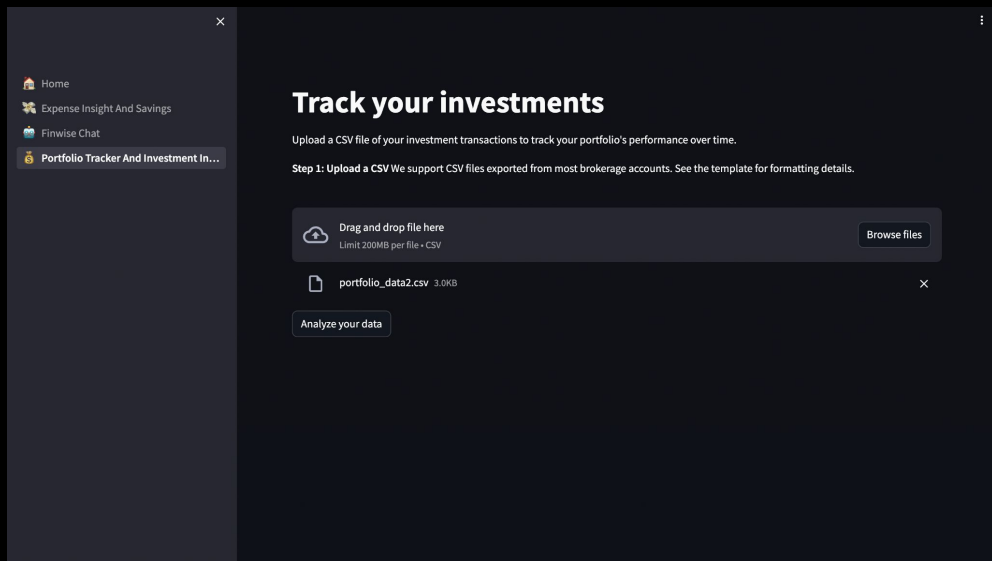 Home
Expense Insight And Savings
Finwise Chat
Portfolio Tracker And Investment In...
Track your investments
Upload a CSV file of your investment transactions to track your portfolio's performance over time.
Step 1: Upload a CSV We support CSV files exported from most brokerage accounts. See the template for formatting details.
Drag and drop file here
Limit 200MB per file • CSV
Browse files
portfolio_data2.csv 3.0KB
Analyze your data